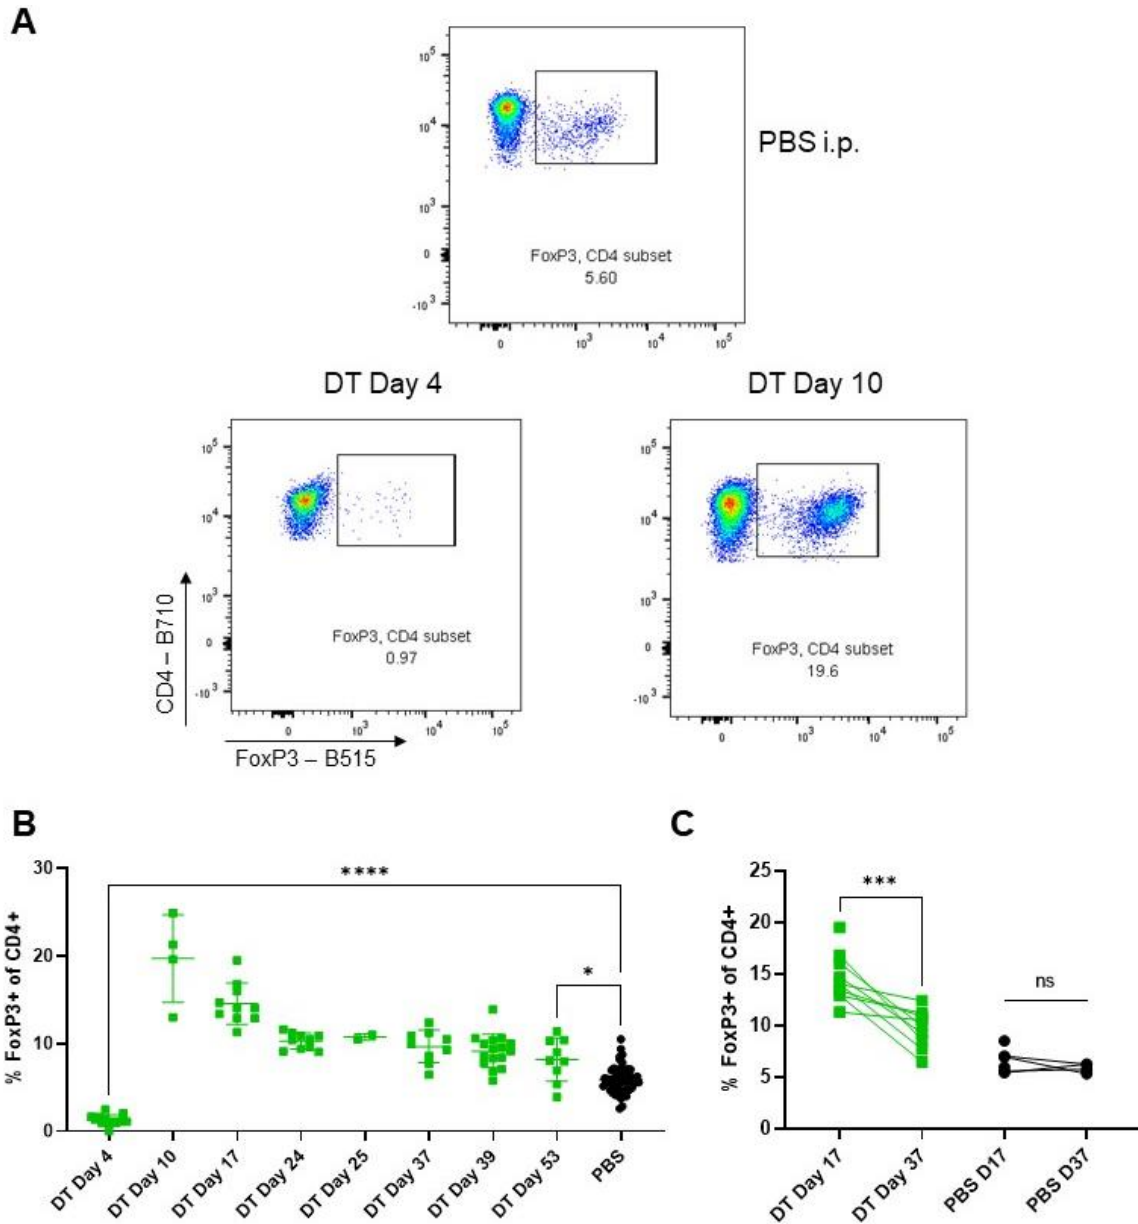 A
10^5
10^4
10^3
0
-10^3
FoxP3, CD4 subset
5.60
0 10^3 10^4 10^5
PBS i.p.
DT Day 4
10^5
10^4
10^3
0
-10^3
FoxP3, CD4 subset
0.97
0 10^3 10^4 10^5
CD4 – B710
FoxP3 – B515
DT Day 10
10^5
10^4
10^3
0
-10^3
FoxP3, CD4 subset
19.6
0 10^3 10^4 10^5
B
% FoxP3+ of CD4+
30
20
10
0
****
*
DT Day 4
DT Day 10
DT Day 17
DT Day 24
DT Day 25
DT Day 37
DT Day 39
DT Day 53
PBS
C
% FoxP3+ of CD4+
25
20
15
10
5
0
***
ns
DT Day 17
DT Day 37
PBS D17
PBS D37